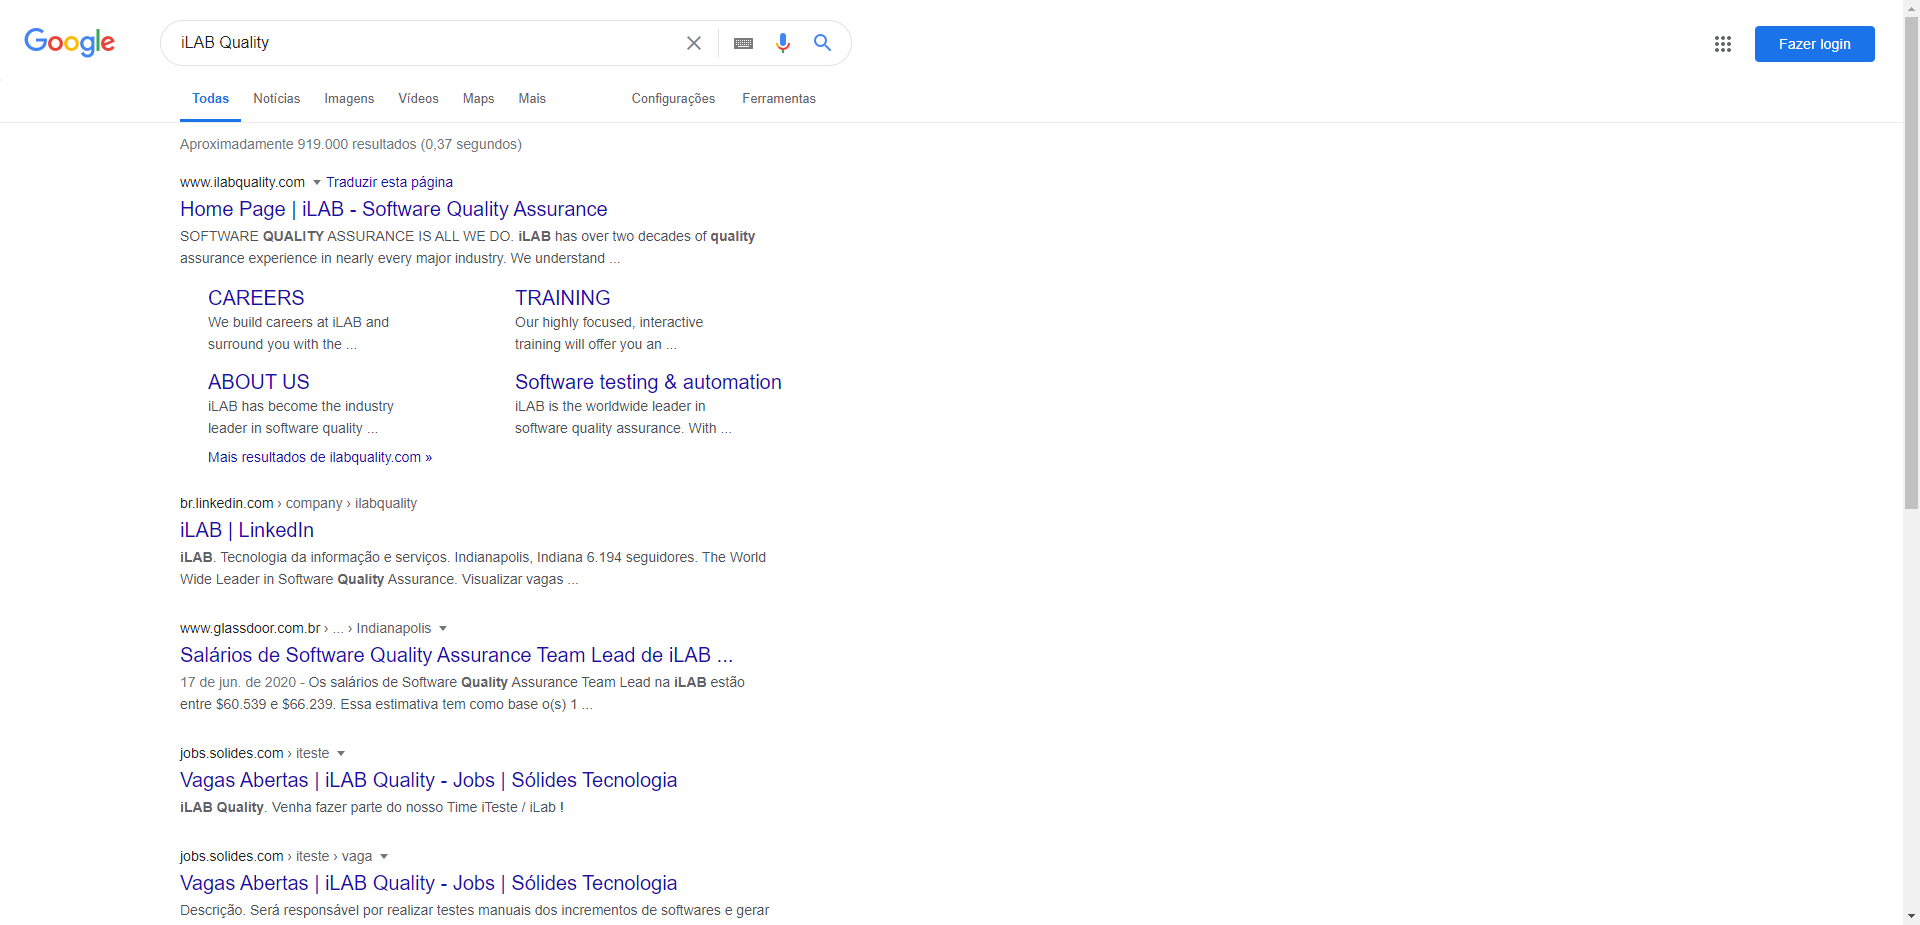 Google
iLAB Quality
Fazer login
Todas Notícias Imagens Vídeos Maps Mais Configurações Ferramentas
Aproximadamente 919.000 resultados (0,37 segundos)
www.ilabquality.com Traduzir esta página
Home Page | iLAB - Software Quality Assurance
SOFTWARE QUALITY ASSURANCE IS ALL WE DO. iLAB has over two decades of quality
assurance experience in nearly every major industry. We understand ...
CAREERS
We build careers at iLAB and
surround you with the ...
TRAINING
Our highly focused, interactive
training will offer you an ...
ABOUT US
iLAB has become the industry
leader in software quality ...
Software testing & automation
iLAB is the worldwide leader in
software quality assurance. With ...
Mais resultados de ilabquality.com »
br.linkedin.com › company › ilabquality
iLAB | LinkedIn
iLAB. Tecnologia da informação e serviços. Indianapolis, Indiana 6.194 seguidores. The World
Wide Leader in Software Quality Assurance. Visualizar vagas ...
www.glassdoor.com.br › ... › Indianapolis
Salários de Software Quality Assurance Team Lead de iLAB ...
17 de jun. de 2020 - Os salários de Software Quality Assurance Team Lead na iLAB estão
entre $60.539 e $66.239. Essa estimativa tem como base o(s) 1 ...
jobs.solides.com › iteste
Vagas Abertas | iLAB Quality - Jobs | Sólides Tecnologia
iLAB Quality. Venha fazer parte do nosso Time iTeste / iLab !
jobs.solides.com › iteste › vaga
Vagas Abertas | iLAB Quality - Jobs | Sólides Tecnologia
Descrição. Será responsável por realizar testes manuais dos incrementos de softwares e gerar